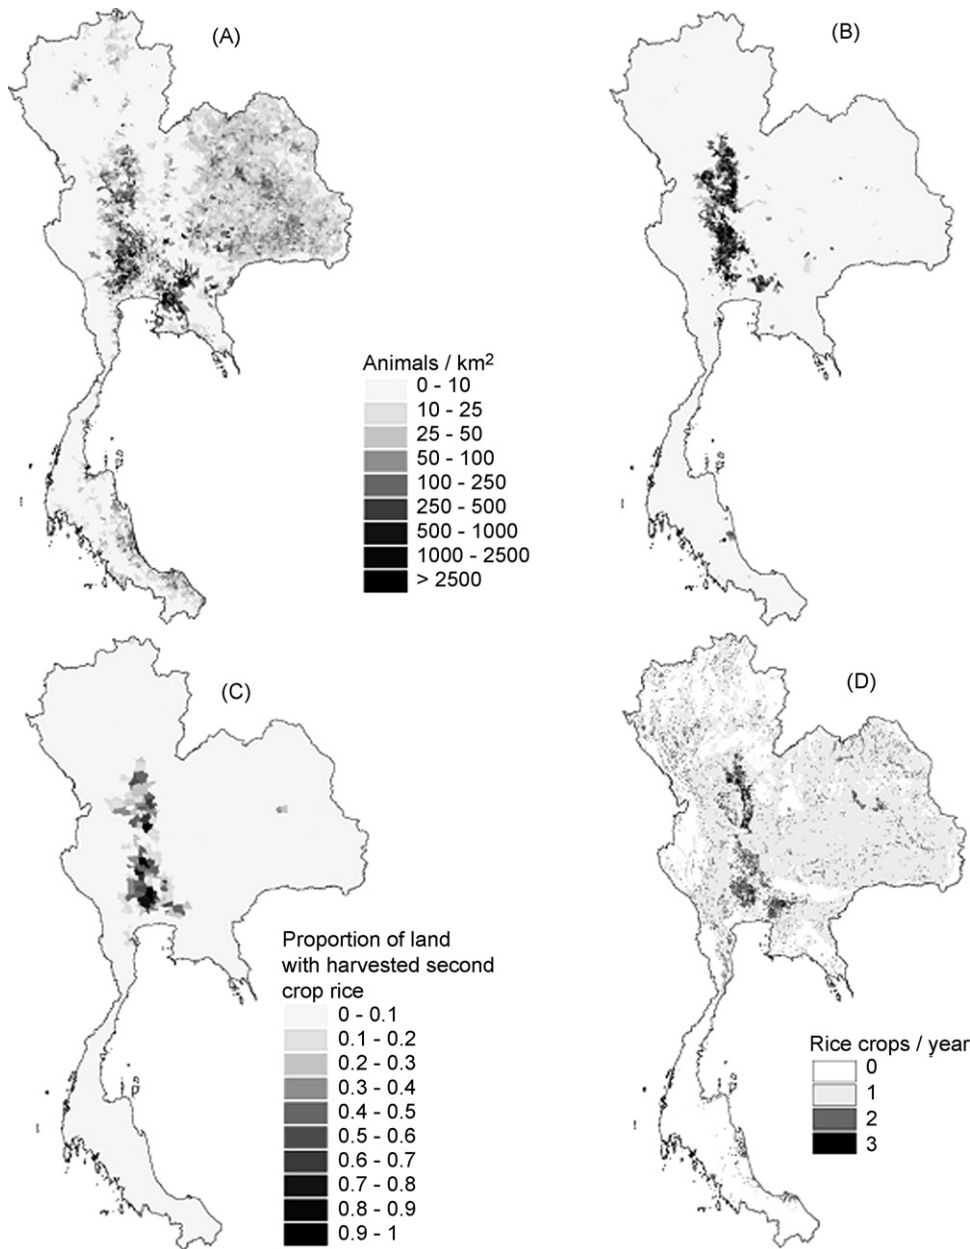 (A)
(B)
Animals / km²
0 - 10
10 - 25
25 - 50
50 - 100
100 - 250
250 - 500
500 - 1000
1000 - 2500
> 2500
(C)
(D)
Proportion of land
with harvested second
crop rice
0 - 0.1
0.1 - 0.2
0.2 - 0.3
0.3 - 0.4
0.4 - 0.5
0.5 - 0.6
0.6 - 0.7
0.7 - 0.8
0.8 - 0.9
0.9 - 1
Rice crops / year
0
1
2
3